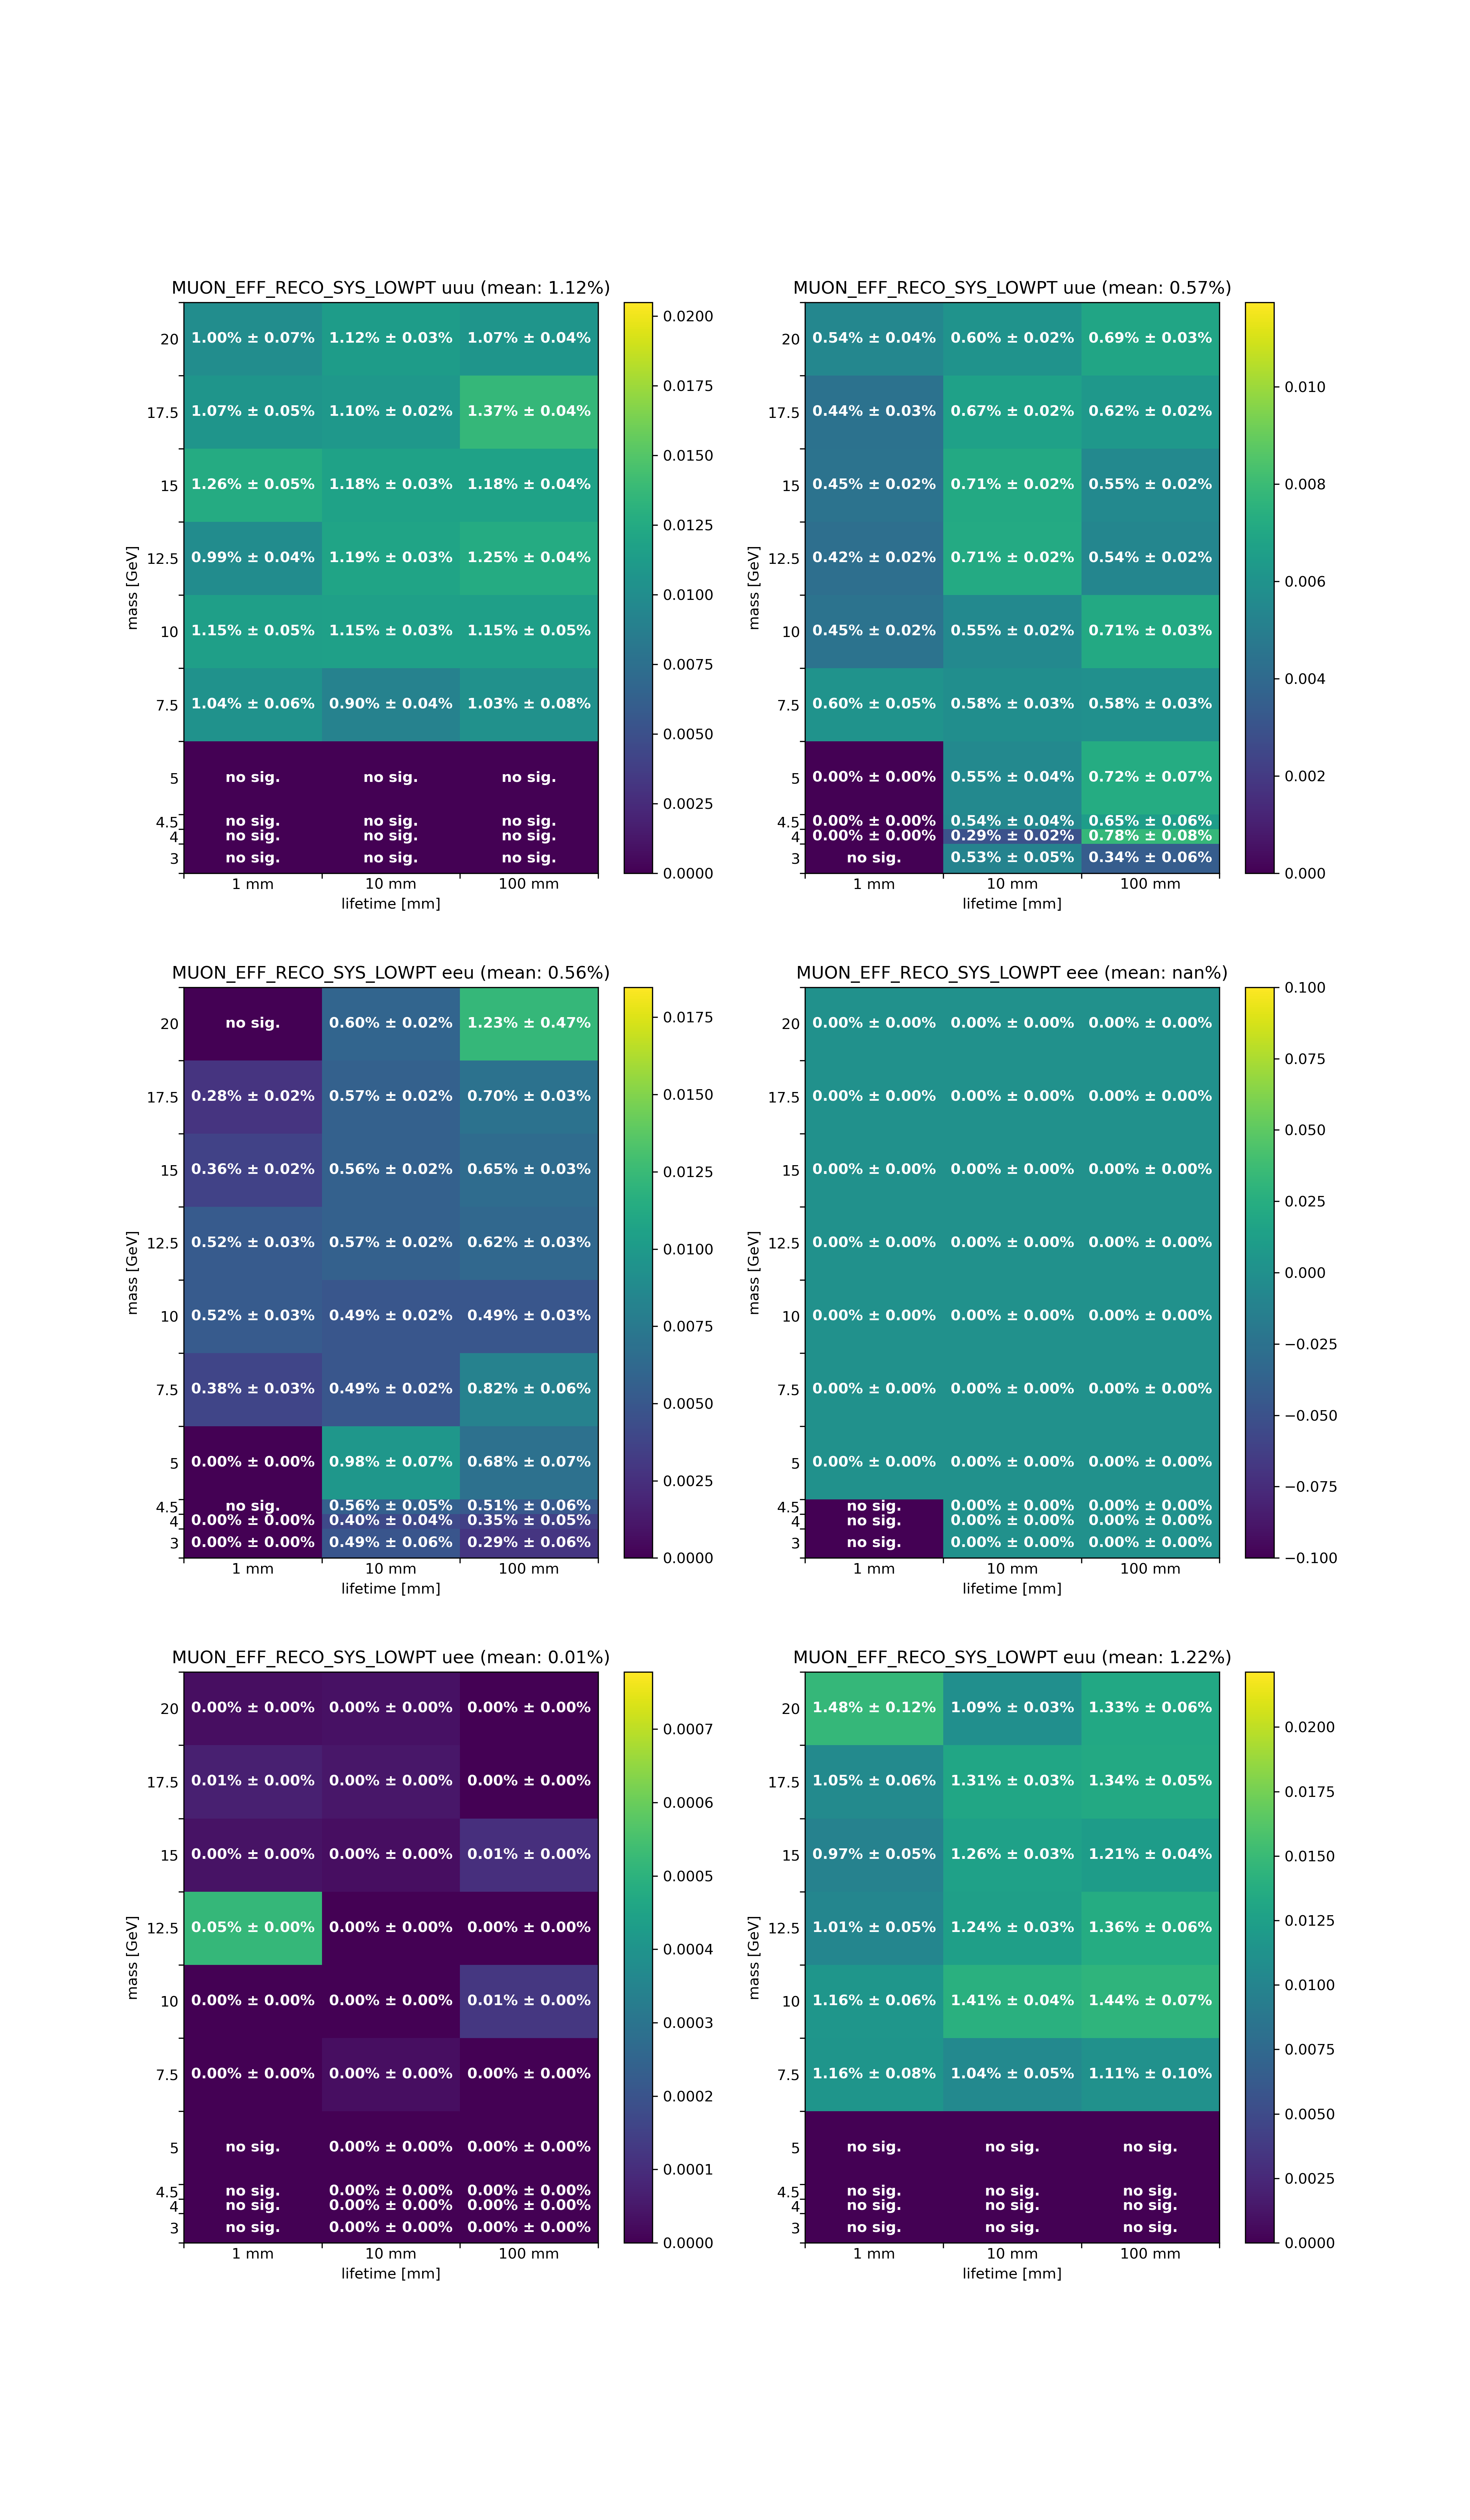 MUON_EFF_RECO_SYS_LOWPT uuu (mean: 1.12%)
20 1.00% ± 0.07% 1.12% ± 0.03% 1.07% ± 0.04%
17.5 1.07% ± 0.05% 1.10% ± 0.02% 1.37% ± 0.04%
15 1.26% ± 0.05% 1.18% ± 0.03% 1.18% ± 0.04%
12.5 0.99% ± 0.04% 1.19% ± 0.03% 1.25% ± 0.04%
10 1.15% ± 0.05% 1.15% ± 0.03% 1.15% ± 0.05%
7.5 1.04% ± 0.06% 0.90% ± 0.04% 1.03% ± 0.08%
5 no sig. no sig. no sig.
4.5 no sig. no sig. no sig.
4 no sig. no sig. no sig.
3 no sig. no sig. no sig.
1 mm 10 mm 100 mm
lifetime [mm]
mass [GeV]
0.0200
0.0175
0.0150
0.0125
0.0100
0.0075
0.0050
0.0025
0.0000
MUON_EFF_RECO_SYS_LOWPT uue (mean: 0.57%)
20 0.54% ± 0.04% 0.60% ± 0.02% 0.69% ± 0.03%
17.5 0.44% ± 0.03% 0.67% ± 0.02% 0.62% ± 0.02%
15 0.45% ± 0.02% 0.71% ± 0.02% 0.55% ± 0.02%
12.5 0.42% ± 0.02% 0.71% ± 0.02% 0.54% ± 0.02%
10 0.45% ± 0.02% 0.55% ± 0.02% 0.71% ± 0.03%
7.5 0.60% ± 0.05% 0.58% ± 0.03% 0.58% ± 0.03%
5 0.00% ± 0.00% 0.55% ± 0.04% 0.72% ± 0.07%
4.5 0.00% ± 0.00% 0.54% ± 0.04% 0.65% ± 0.06%
4 0.00% ± 0.00% 0.29% ± 0.02% 0.78% ± 0.08%
3 no sig. 0.53% ± 0.05% 0.34% ± 0.06%
1 mm 10 mm 100 mm
lifetime [mm]
mass [GeV]
0.010
0.008
0.006
0.004
0.002
0.000
MUON_EFF_RECO_SYS_LOWPT eeu (mean: 0.56%)
20 no sig. 0.60% ± 0.02% 1.23% ± 0.47%
17.5 0.28% ± 0.02% 0.57% ± 0.02% 0.70% ± 0.03%
15 0.36% ± 0.02% 0.56% ± 0.02% 0.65% ± 0.03%
12.5 0.52% ± 0.03% 0.57% ± 0.02% 0.62% ± 0.03%
10 0.52% ± 0.03% 0.49% ± 0.02% 0.49% ± 0.03%
7.5 0.38% ± 0.03% 0.49% ± 0.02% 0.82% ± 0.06%
5 0.00% ± 0.00% 0.98% ± 0.07% 0.68% ± 0.07%
4.5 no sig. 0.56% ± 0.05% 0.51% ± 0.06%
4 0.00% ± 0.00% 0.40% ± 0.04% 0.35% ± 0.05%
3 0.00% ± 0.00% 0.49% ± 0.06% 0.29% ± 0.06%
1 mm 10 mm 100 mm
lifetime [mm]
mass [GeV]
0.0175
0.0150
0.0125
0.0100
0.0075
0.0050
0.0025
0.0000
MUON_EFF_RECO_SYS_LOWPT eee (mean: nan%)
20 0.00% ± 0.00% 0.00% ± 0.00% 0.00% ± 0.00%
17.5 0.00% ± 0.00% 0.00% ± 0.00% 0.00% ± 0.00%
15 0.00% ± 0.00% 0.00% ± 0.00% 0.00% ± 0.00%
12.5 0.00% ± 0.00% 0.00% ± 0.00% 0.00% ± 0.00%
10 0.00% ± 0.00% 0.00% ± 0.00% 0.00% ± 0.00%
7.5 0.00% ± 0.00% 0.00% ± 0.00% 0.00% ± 0.00%
5 0.00% ± 0.00% 0.00% ± 0.00% 0.00% ± 0.00%
4.5 no sig. 0.00% ± 0.00% 0.00% ± 0.00%
4 no sig. 0.00% ± 0.00% 0.00% ± 0.00%
3 no sig. 0.00% ± 0.00% 0.00% ± 0.00%
1 mm 10 mm 100 mm
lifetime [mm]
mass [GeV]
0.100
0.075
0.050
0.025
0.000
−0.025
−0.050
−0.075
−0.100
MUON_EFF_RECO_SYS_LOWPT uee (mean: 0.01%)
20 0.00% ± 0.00% 0.00% ± 0.00% 0.00% ± 0.00%
17.5 0.01% ± 0.00% 0.00% ± 0.00% 0.00% ± 0.00%
15 0.00% ± 0.00% 0.00% ± 0.00% 0.01% ± 0.00%
12.5 0.05% ± 0.00% 0.00% ± 0.00% 0.00% ± 0.00%
10 0.00% ± 0.00% 0.00% ± 0.00% 0.01% ± 0.00%
7.5 0.00% ± 0.00% 0.00% ± 0.00% 0.00% ± 0.00%
5 no sig. 0.00% ± 0.00% 0.00% ± 0.00%
4.5 no sig. 0.00% ± 0.00% 0.00% ± 0.00%
4 no sig. 0.00% ± 0.00% 0.00% ± 0.00%
3 no sig. 0.00% ± 0.00% 0.00% ± 0.00%
1 mm 10 mm 100 mm
lifetime [mm]
mass [GeV]
0.0007
0.0006
0.0005
0.0004
0.0003
0.0002
0.0001
0.0000
MUON_EFF_RECO_SYS_LOWPT euu (mean: 1.22%)
20 1.48% ± 0.12% 1.09% ± 0.03% 1.33% ± 0.06%
17.5 1.05% ± 0.06% 1.31% ± 0.03% 1.34% ± 0.05%
15 0.97% ± 0.05% 1.26% ± 0.03% 1.21% ± 0.04%
12.5 1.01% ± 0.05% 1.24% ± 0.03% 1.36% ± 0.06%
10 1.16% ± 0.06% 1.41% ± 0.04% 1.44% ± 0.07%
7.5 1.16% ± 0.08% 1.04% ± 0.05% 1.11% ± 0.10%
5 no sig. no sig. no sig.
4.5 no sig. no sig. no sig.
4 no sig. no sig. no sig.
3 no sig. no sig. no sig.
1 mm 10 mm 100 mm
lifetime [mm]
mass [GeV]
0.0200
0.0175
0.0150
0.0125
0.0100
0.0075
0.0050
0.0025
0.0000